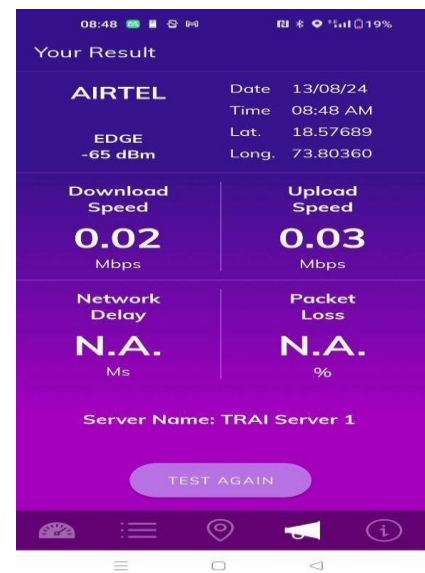 08:48 19%
Your Result
AIRTEL
EDGE
-65 dBm
Date 13/08/24
Time 08:48 AM
Lat. 18.57689
Long. 73.80360
Download
Speed
0.02
Mbps
Upload
Speed
0.03
Mbps
Network
Delay
N.A.
Ms
Packet
Loss
N.A.
%
Server Name: TRAI Server 1
TEST AGAIN